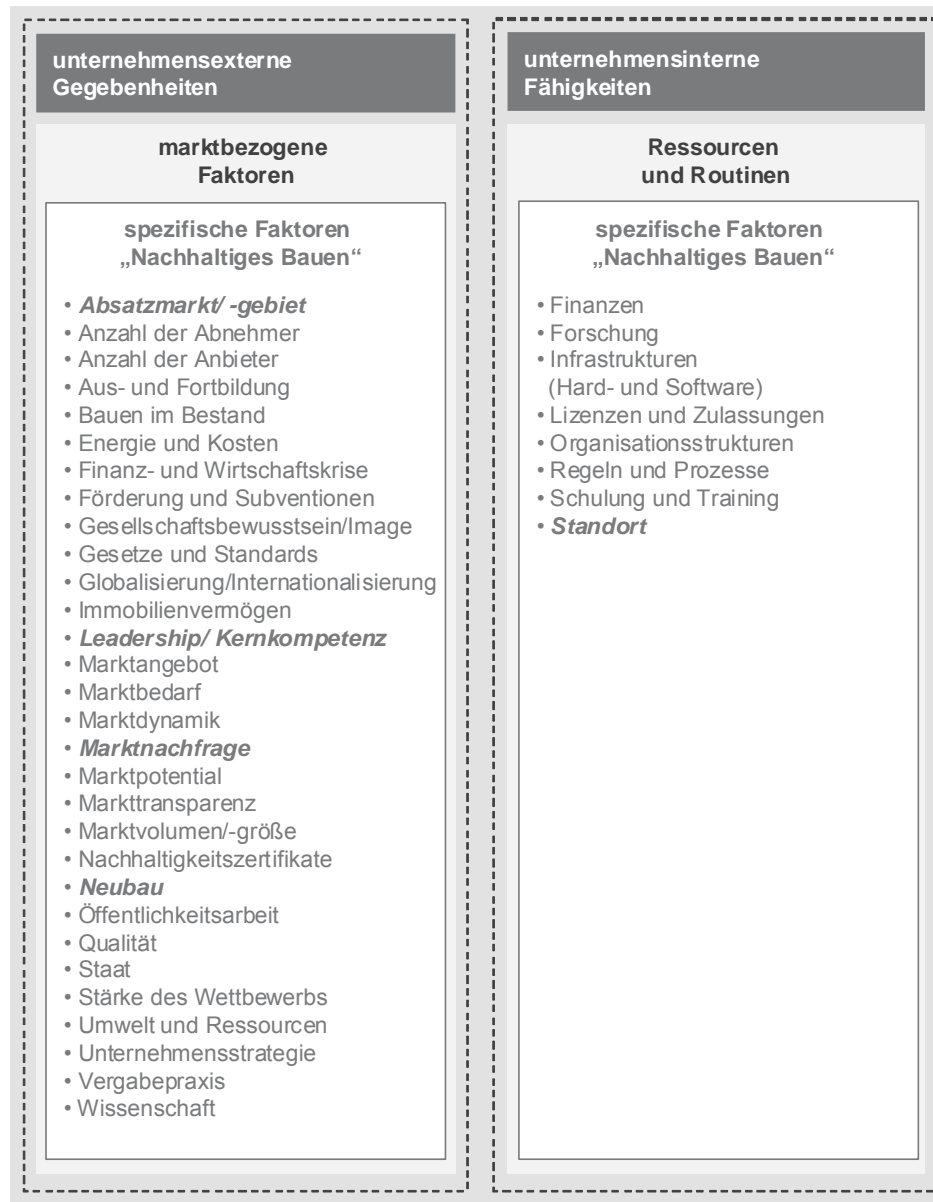 unternehmensexterne
Gegebenheiten
marktbezogene
Faktoren
spezifische Faktoren
„Nachhaltiges Bauen“
• Absatzmarkt/ -gebiet
• Anzahl der Abnehmer
• Anzahl der Anbieter
• Aus- und Fortbildung
• Bauen im Bestand
• Energie und Kosten
• Finanz- und Wirtschaftskrise
• Förderung und Subventionen
• Gesellschaftsbewusstsein/Image
• Gesetze und Standards
• Globalisierung/Internationalisierung
• Immobilienvermögen
• Leadership/ Kernkompetenz
• Marktangebot
• Marktbedarf
• Marktdynamik
• Marktnachfrage
• Marktpotential
• Markttransparenz
• Marktvolumen/-größe
• Nachhaltigkeitszertifikate
• Neubau
• Öffentlichkeitsarbeit
• Qualität
• Staat
• Stärke des Wettbewerbs
• Umwelt und Ressourcen
• Unternehmensstrategie
• Vergabepraxis
• Wissenschaft
unternehmensinterne
Fähigkeiten
Ressourcen
und Routinen
spezifische Faktoren
„Nachhaltiges Bauen“
• Finanzen
• Forschung
• Infrastrukturen
(Hard- und Software)
• Lizenzen und Zulassungen
• Organisationsstrukturen
• Regeln und Prozesse
• Schulung und Training
• Standort